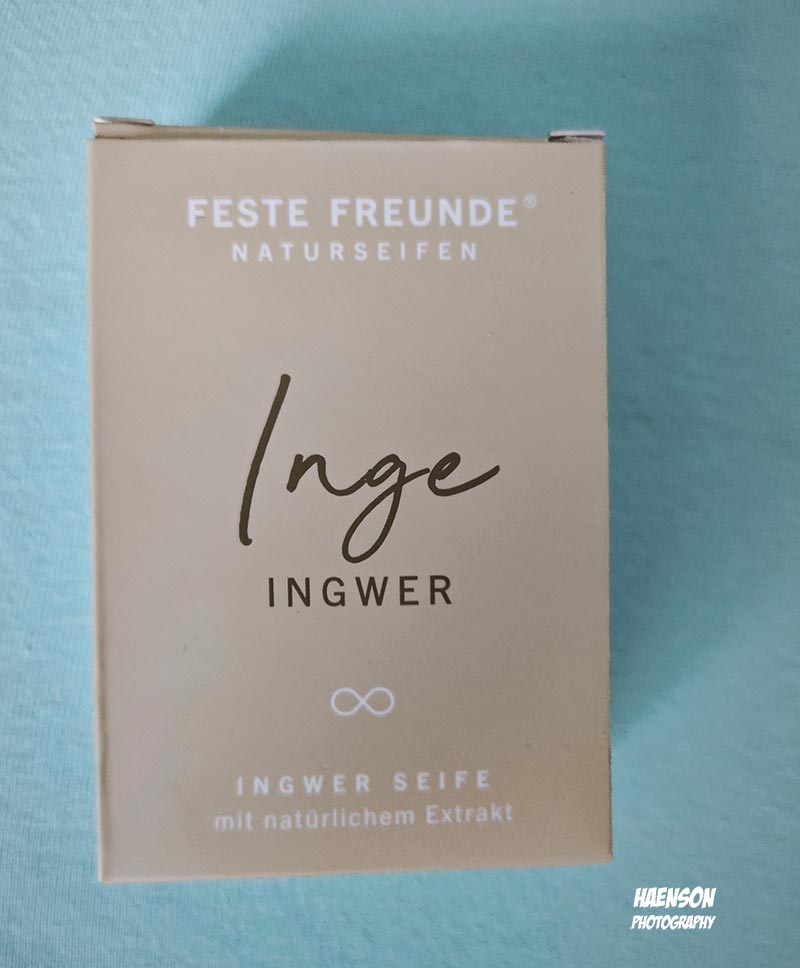 FESTE FREUNDE®
NATURSEIFEN
Inge
INGWER
INGWER SEIFE
mit natürlichem Extrakt
HAENSON
PHOTOGRAPHY